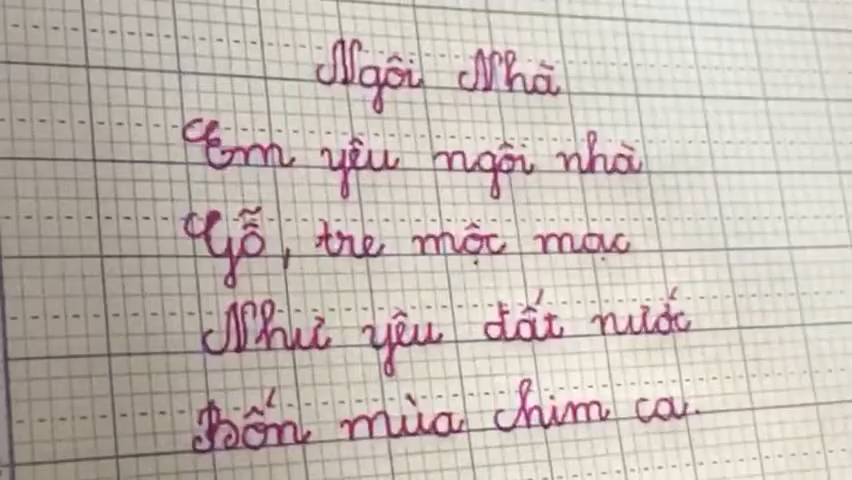 Ngôi Nhà
Em yêu ngôi nhà
Gỗ, tre mộc mạc
Như yêu đất nước
Bốn mùa chim ca.